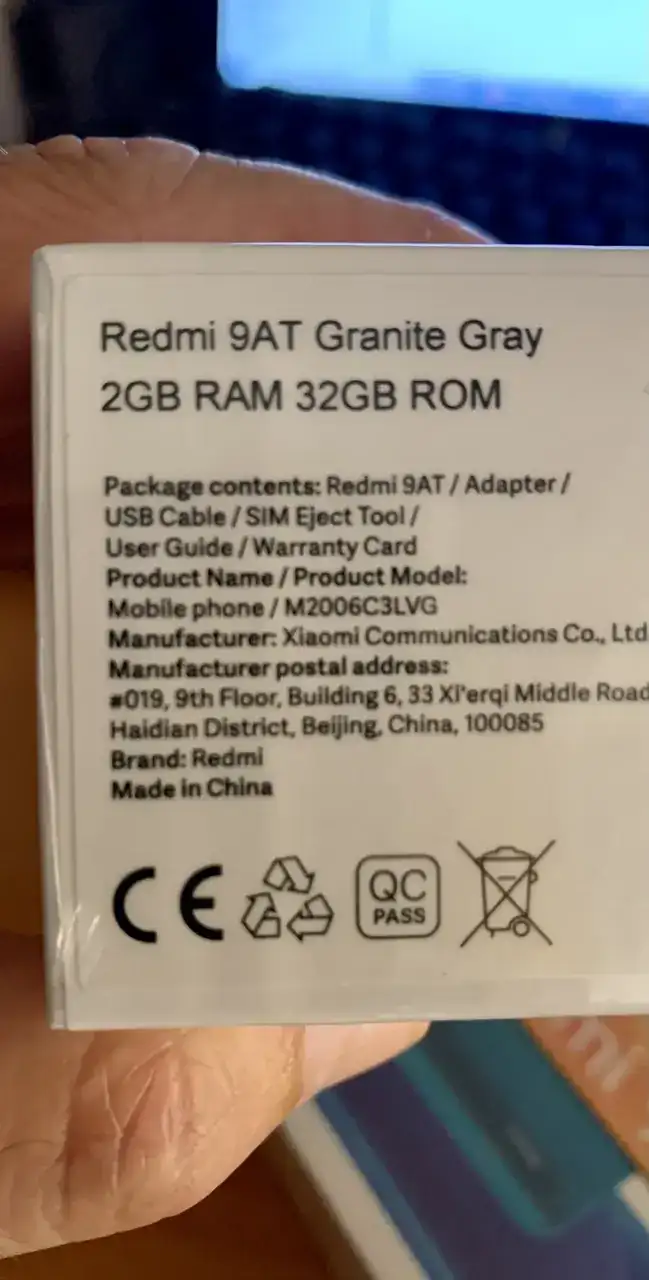 Redmi 9AT Granite Gray
2GB RAM 32GB ROM
Package contents: Redmi 9AT / Adapter /
USB Cable / SIM Eject Tool /
User Guide / Warranty Card
Product Name / Product Model:
Mobile phone / M2006C3LVG
Manufacturer: Xiaomi Communications Co., Ltd
Manufacturer postal address:
#019, 9th Floor, Building 6, 33 Xi'erqi Middle Road
Haidian District, Beijing, China, 100085
Brand: Redmi
Made in China
CE
QC
PASS